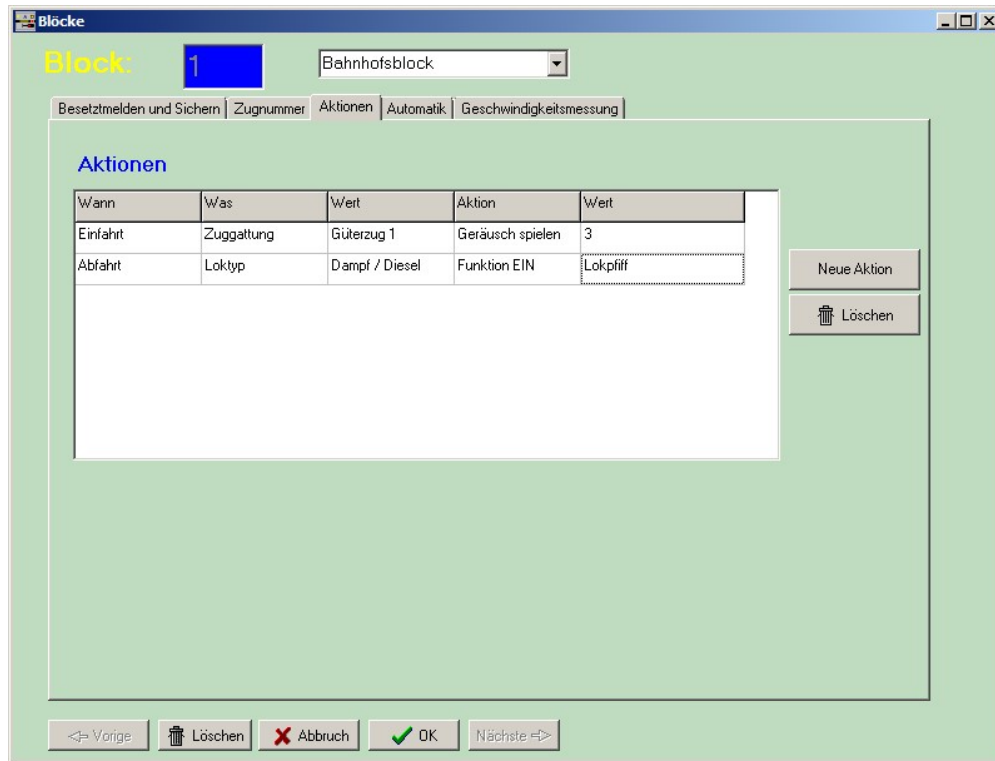 Blöcke
Block: 1 Bahnhofsblock
Besetztmelden und Sichern Zugnummer Aktionen Automatik Geschwindigkeitsmessung
Aktionen
Wann Was Wert Aktion Wert
Einfahrt Zuggattung Güterzug 1 Geräusch spielen 3
Abfahrt Loktyp Dampf / Diesel Funktion EIN Lokpfiff
Neue Aktion
Löschen
Vorige Löschen Abbruch OK Nächste